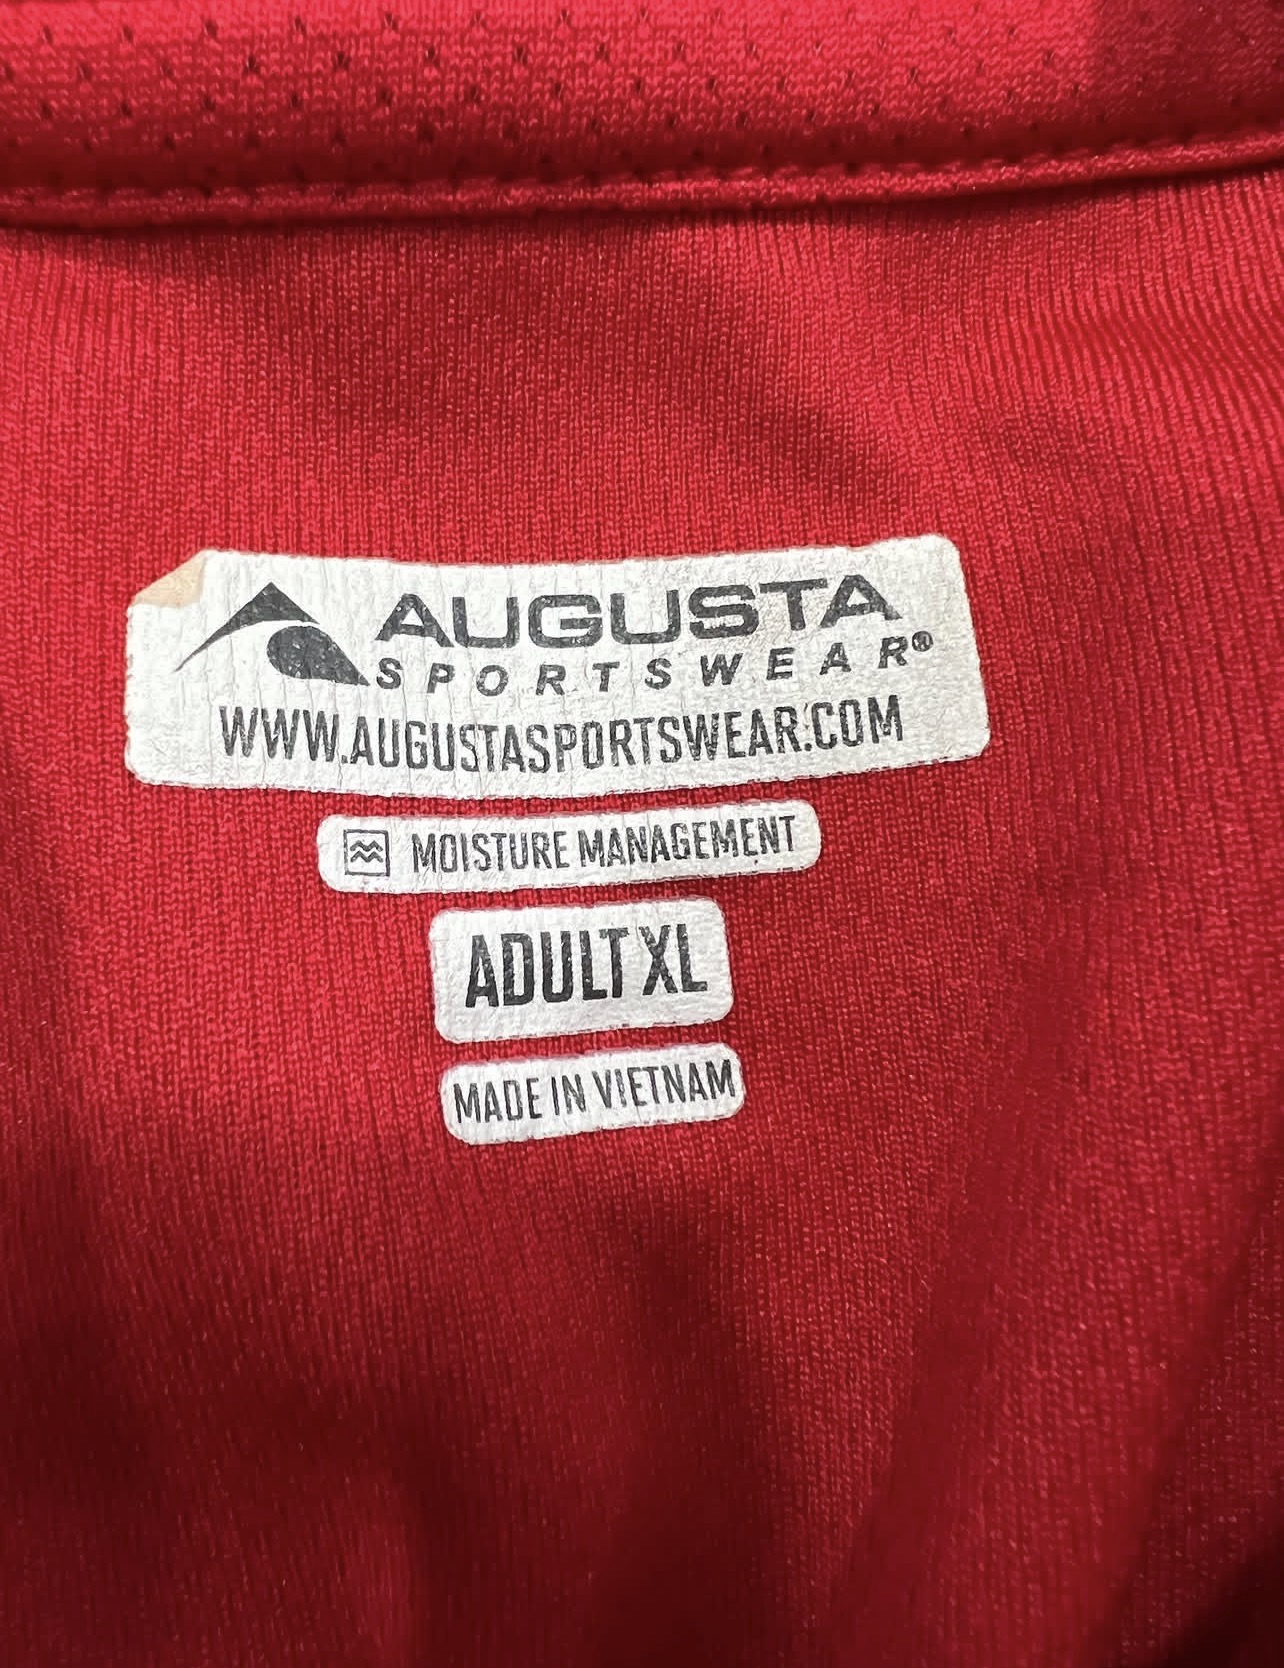 AUGUSTA
SPORTSWEAR®
WWW.AUGUSTASPORTSWEAR.COM
MOISTURE MANAGEMENT
ADULT XL
MADE IN VIETNAM